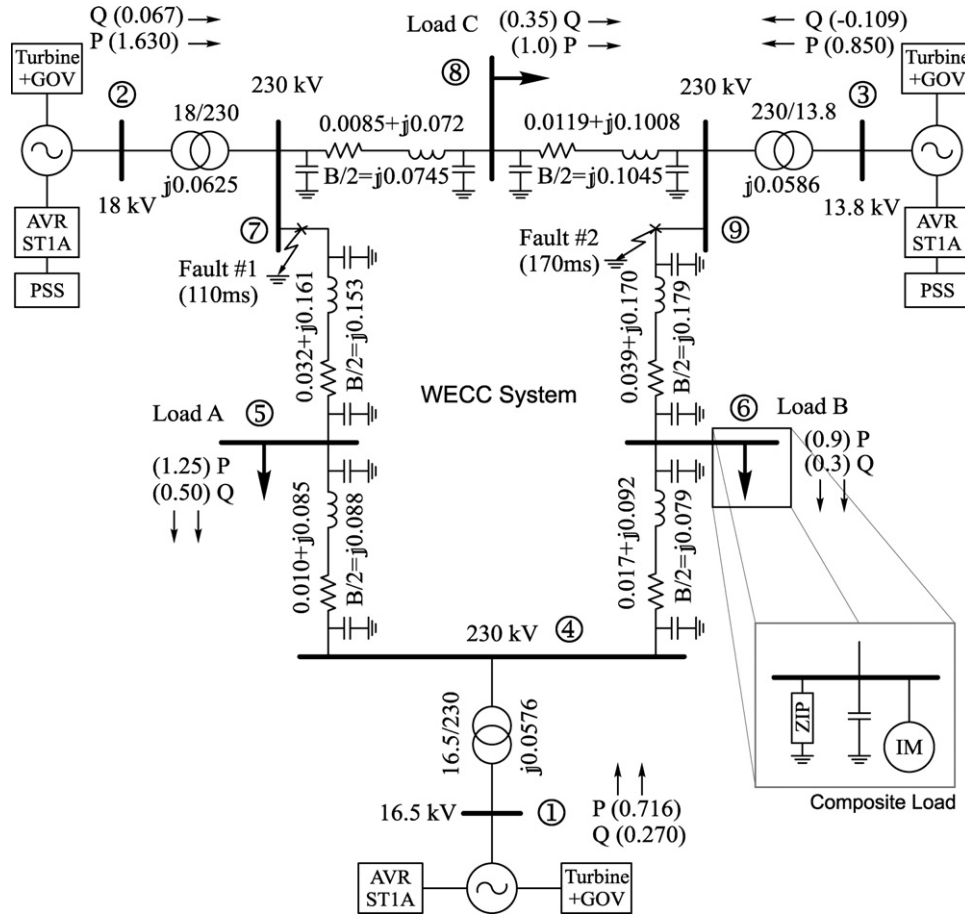 Q (0.067)
P (1.630)
Load C
(0.35) Q
(1.0) P
Q (-0.109)
P (0.850)
Turbine
+GOV
②
18/230
j0.0625
18 kV
AVR
ST1A
PSS
230 kV
⑦
0.0085+j0.072
B/2=j0.0745
⑧
0.0119+j0.1008
B/2=j0.1045
230 kV
⑨
230/13.8
j0.0586
③
13.8 kV
Turbine
+GOV
AVR
ST1A
PSS
Fault #1
(110ms)
Fault #2
(170ms)
0.032+j0.161
B/2=j0.153
0.039+j0.170
B/2=j0.179
WECC System
Load A
⑤
(1.25) P
(0.50) Q
⑥
Load B
(0.9) P
(0.3) Q
0.010+j0.085
B/2=j0.088
0.017+j0.092
B/2=j0.079
230 kV
④
16.5/230
j0.0576
ZIP
IM
Composite Load
16.5 kV
①
P (0.716)
Q (0.270)
AVR
ST1A
Turbine
+GOV